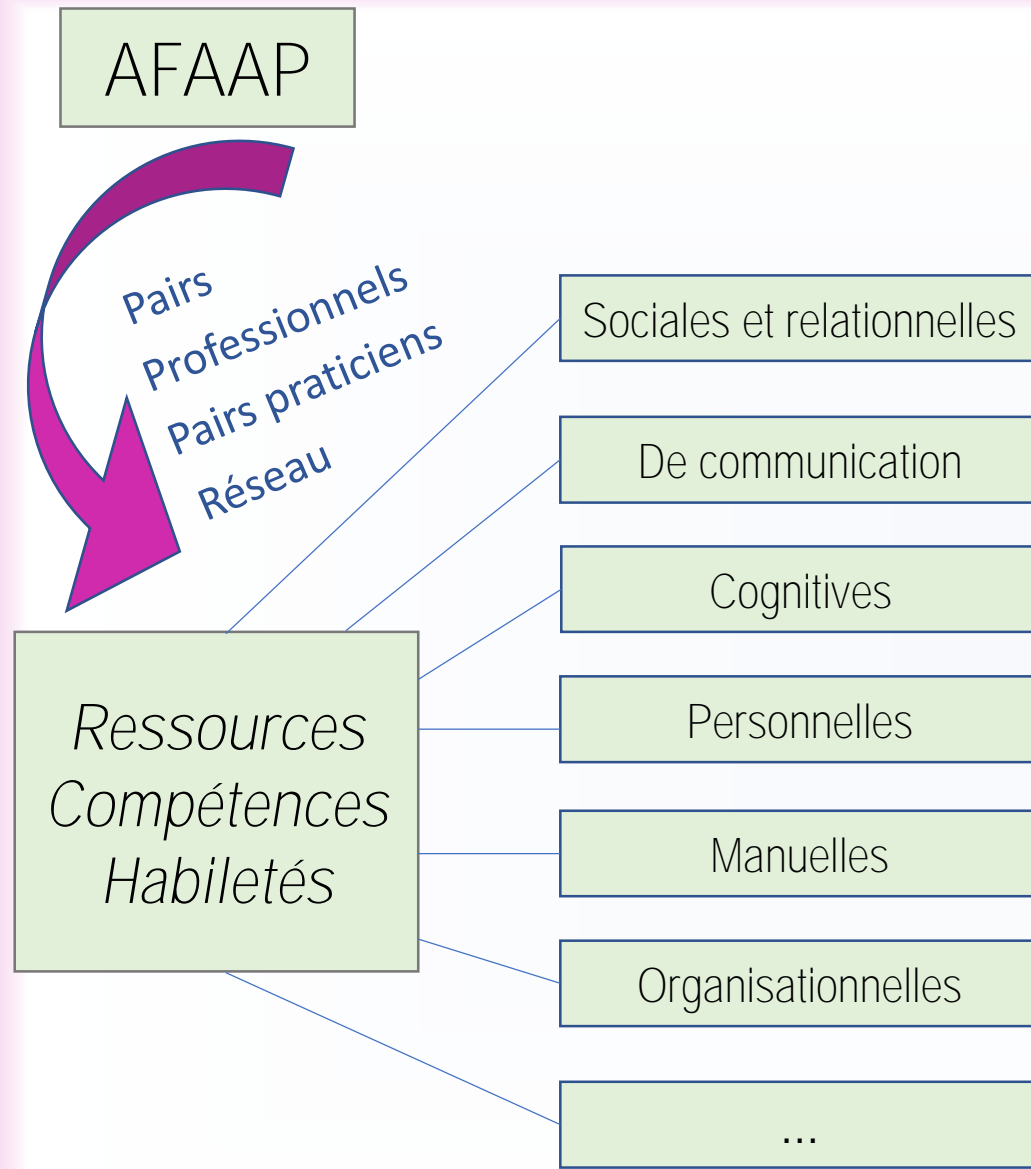 AFAAP
Pairs
Professionnels
Pairs praticiens
Réseau
Ressources
Compétences
Habiletés
Sociales et relationnelles
De communication
Cognitives
Personnelles
Manuelles
Organisationnelles
...